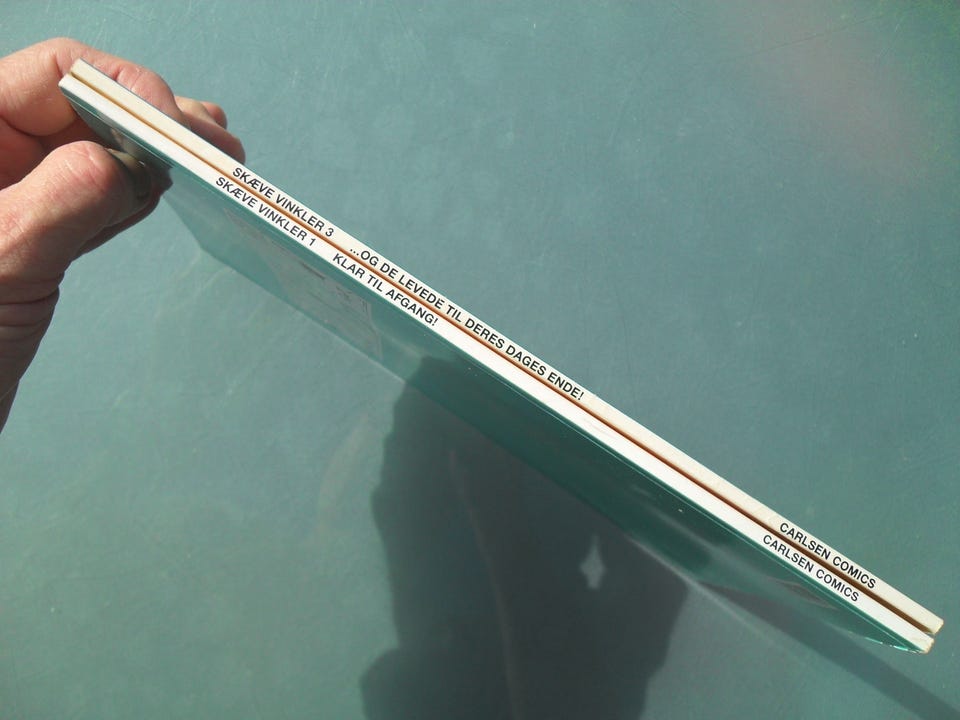 SKÆVE VINKLER 3 ...OG DE LEVEDE TIL DERES DAGES ENDE! CARLSEN COMICS
SKÆVE VINKLER 1 KLAR TIL AFGANG! CARLSEN COMICS